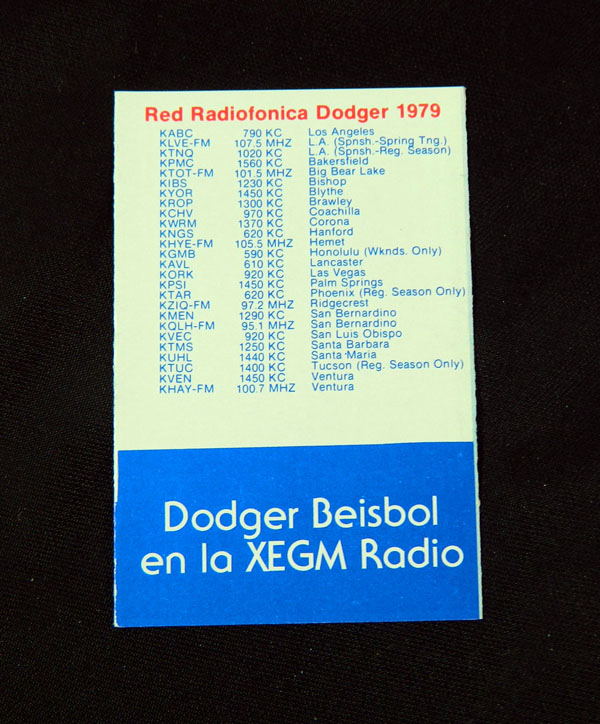 Red Radiofonica Dodger 1979
KABC 790 KC Los Angeles
KLVE-FM 107.5 MHZ L.A. (Spnsh.-Spring Tng.)
KTNQ 1020 KC L.A. (Spnsh.-Reg. Season)
KPMC 1560 KC Bakersfield
KTOT-FM 101.5 MHZ Big Bear Lake
KIBS 1230 KC Bishop
KYOR 1450 KC Blythe
KROP 1300 KC Brawley
KCHV 970 KC Coachilla
KWRM 1370 KC Corona
KNGS 620 KC Hanford
KHYE-FM 105.5 MHZ Hemet
KGMB 590 KC Honolulu (Wknds. Only)
KAVL 610 KC Lancaster
KORK 920 KC Las Vegas
KPSI 1450 KC Palm Springs
KTAR 620 KC Phoenix (Reg. Season Only)
KZIQ-FM 97.2 MHZ Ridgecrest
KMEN 1290 KC San Bernardino
KQLH-FM 95.1 MHZ San Bernardino
KVEC 920 KC San Luis Obispo
KTMS 1250 KC Santa Barbara
KUHL 1440 KC Santa Maria
KTUC 1400 KC Tucson (Reg. Season Only)
KVEN 1450 KC Ventura
KHAY-FM 100.7 MHZ Ventura
Dodger Beisbol
en la XEGM Radio